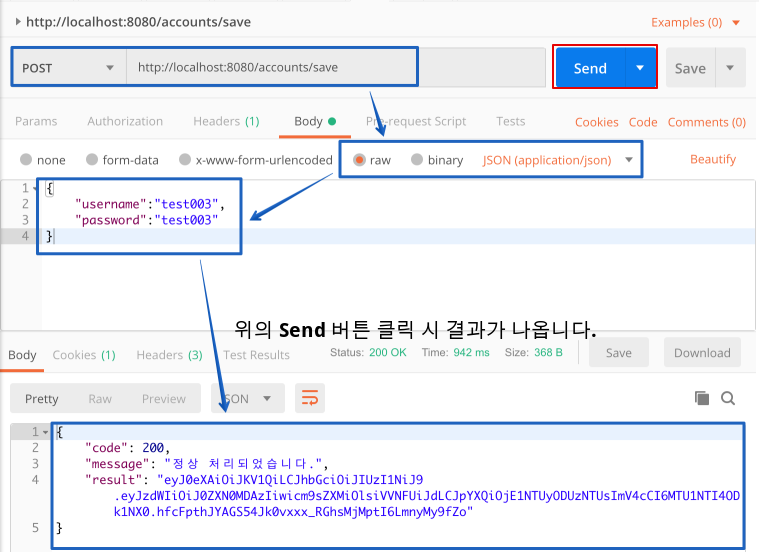 http://localhost:8080/accounts/save
Examples (0)
POST
http://localhost:8080/accounts/save
Send
Save
Params
Authorization
Headers (1)
Body
Pre-request Script
Tests
Cookies
Code
Comments (0)
none
form-data
x-www-form-urlencoded
raw
binary
JSON (application/json)
Beautify
1 {
2 "username":"test003",
3 "password":"test003"
4 }
위의 Send 버튼 클릭 시 결과가 나옵니다.
Body
Cookies (1)
Headers (3)
Test Results
Status: 200 OK
Time: 942 ms
Size: 368 B
Save
Download
Pretty
Raw
Preview
JSON
1 {
2 "code": 200,
3 "message": "정상 처리되었습니다.",
4 "result": "eyJ0eXAiOiJKV1QiLCJhbGciOiJIUzI1NiJ9
.eyJzdWIiOiJ0ZXN0MDAzIiwicm9sZXMiOlsiVVNFUiJdLCJpYXQiOjE1NTUyODUzNTUsImV4cCI6MTU1NTI4OD
k1NX0.hfcFpthJYAGS54Jk0vxxx_RGhsMjMptI6LmnyMy9fZo"
5 }